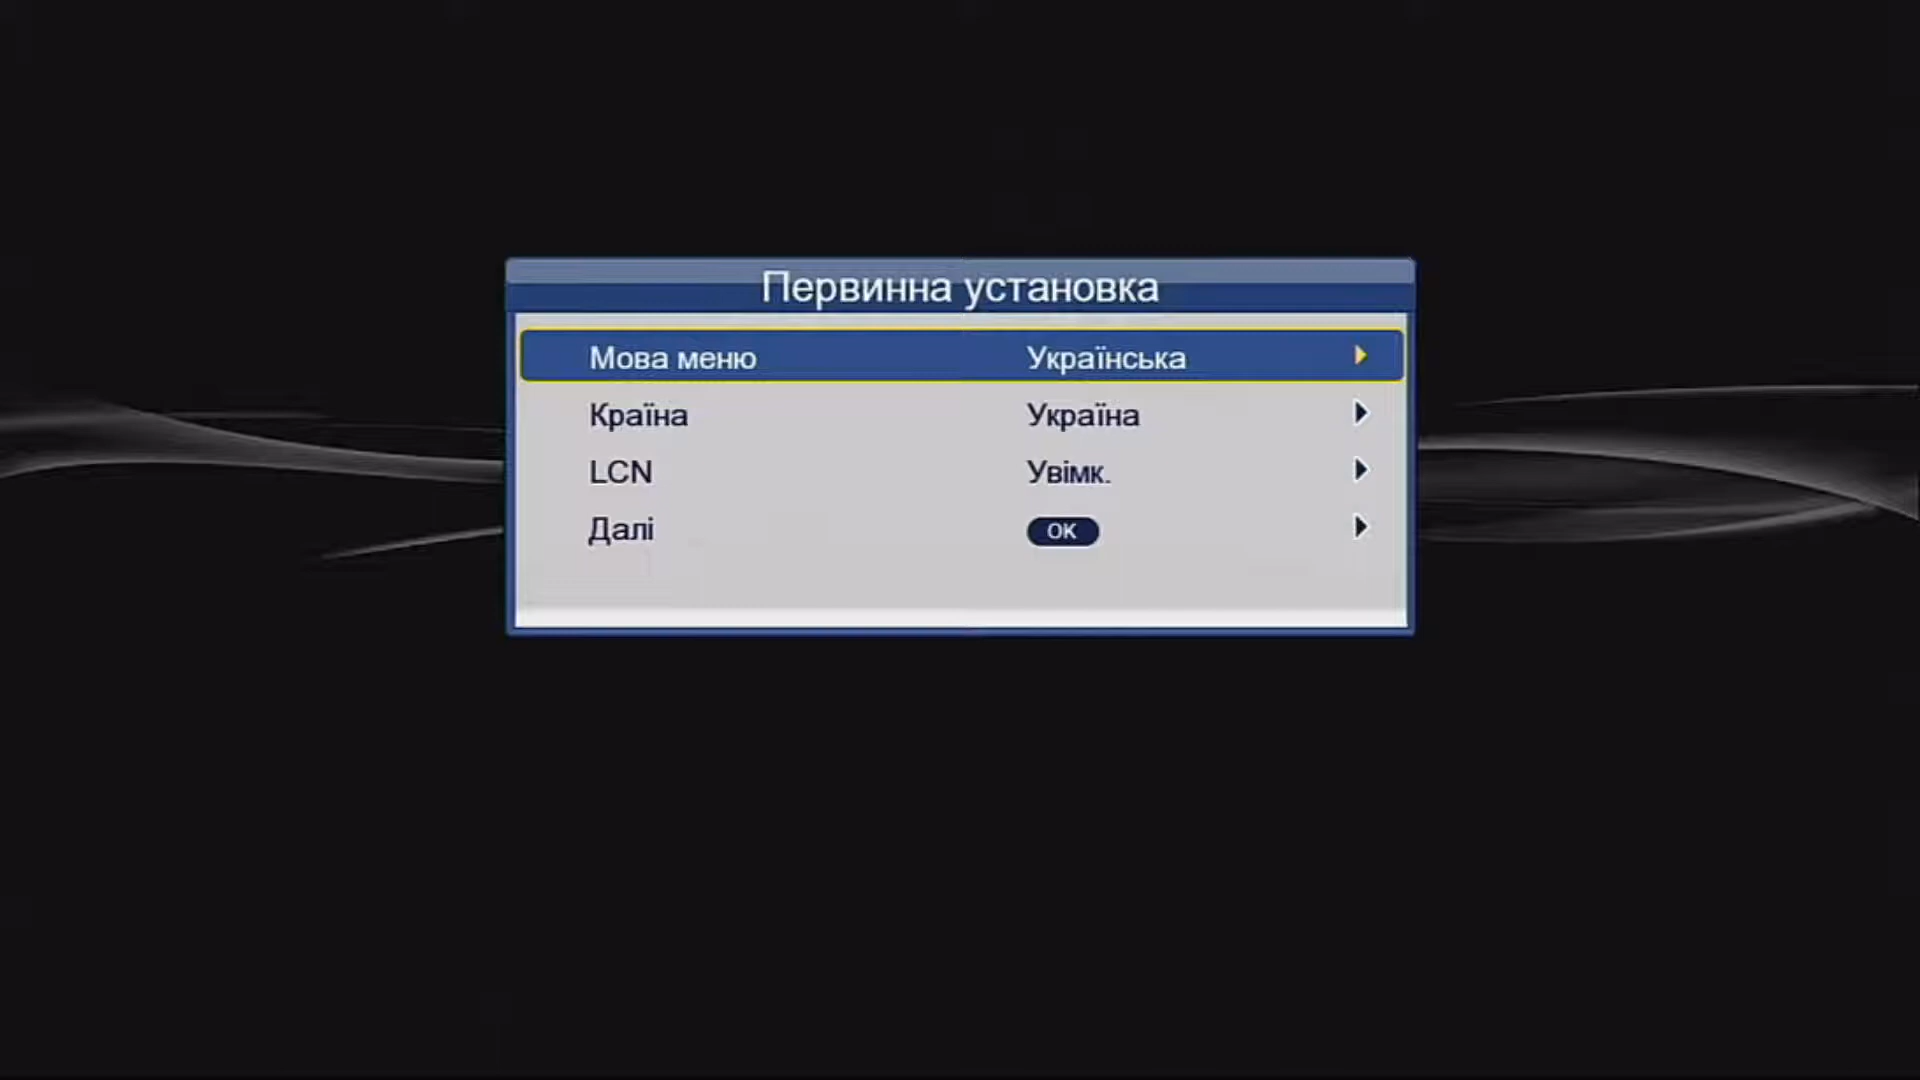 Первинна установка
Мова меню Українська
Країна Україна
LCN Увімк.
Далі OK